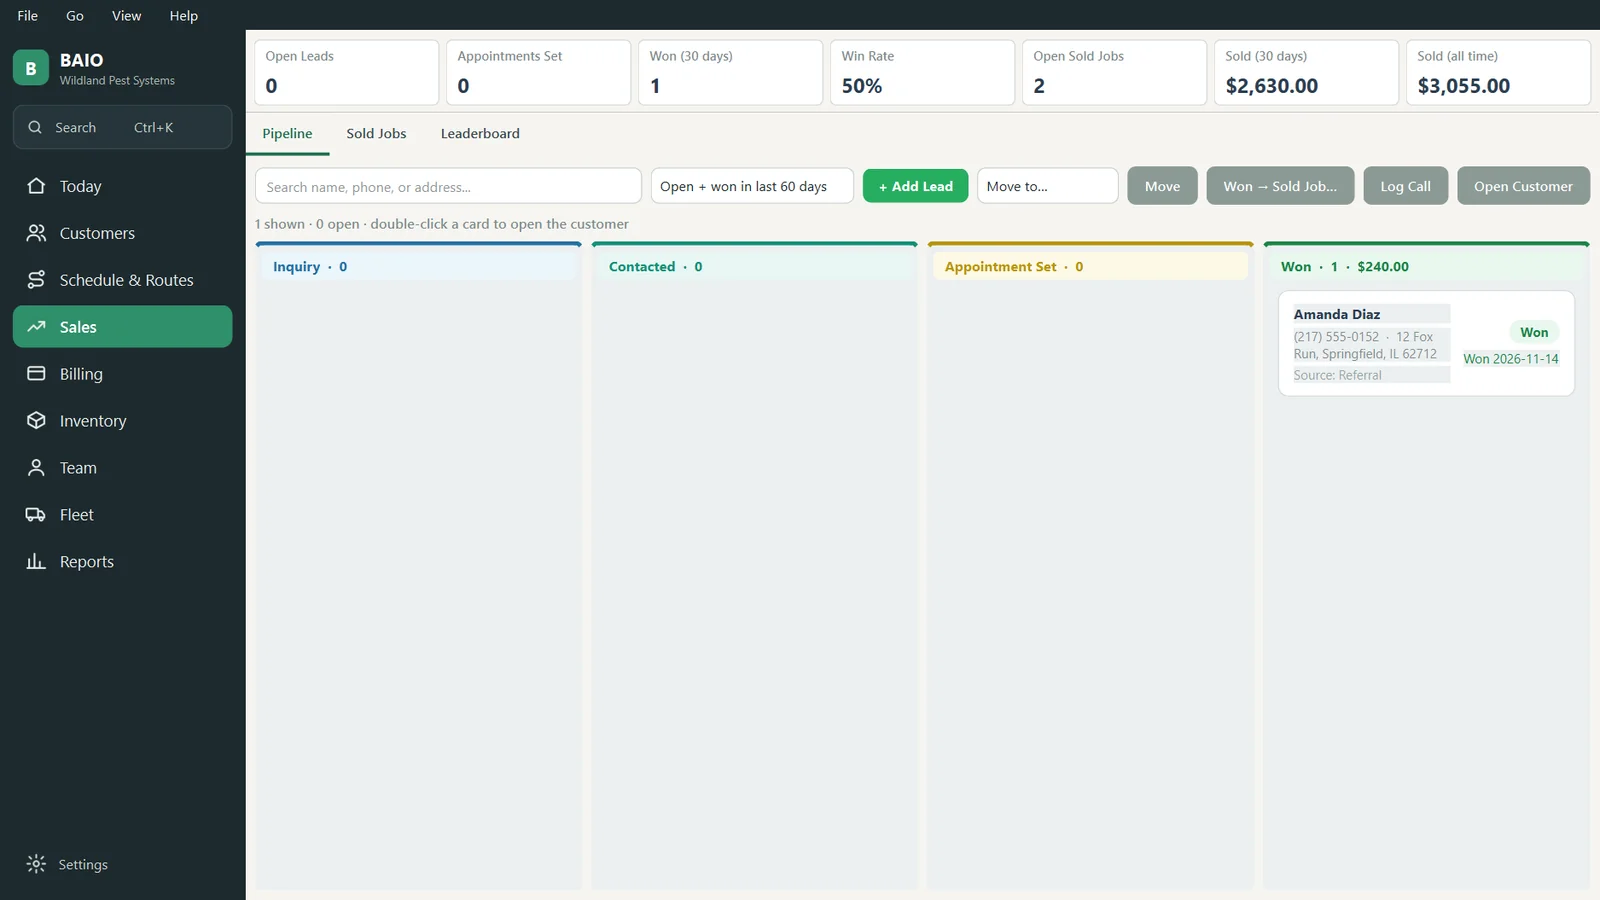 File Go View Help
B
BAIO
Wildland Pest Systems
Search Ctrl+K
Today
Customers
Schedule & Routes
Sales
Billing
Inventory
Team
Fleet
Reports
Settings
Open Leads
0
Appointments Set
0
Won (30 days)
1
Win Rate
50%
Open Sold Jobs
2
Sold (30 days)
$2,630.00
Sold (all time)
$3,055.00
Pipeline Sold Jobs Leaderboard
Search name, phone, or address... Open + won in last 60 days + Add Lead Move to... Move Won → Sold Job... Log Call Open Customer
1 shown · 0 open · double-click a card to open the customer
Inquiry · 0
Contacted · 0
Appointment Set · 0
Won · 1 · $240.00
Amanda Diaz
(217) 555-0152 · 12 Fox
Run, Springfield, IL 62712
Source: Referral
Won
Won 2026-11-14